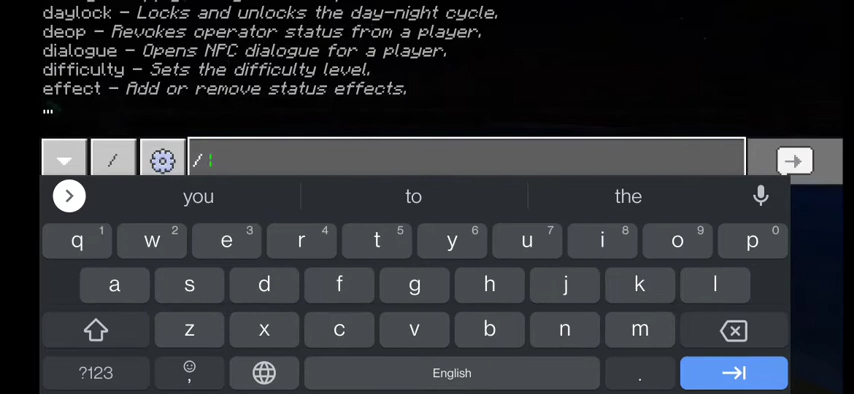 daylock – Locks and unlocks the day-night cycle.
deop – Revokes operator status from a player.
dialogue – Opens NPC dialogue for a player.
difficulty – Sets the difficulty level.
effect – Add or remove status effects.
...
/ /
you to the
q 1 w 2 e 3 r 4 t 5 y 6 u 7 i 8 o 9 p 0
a s d f g h j k l
z x c v b n m
?123 , English .